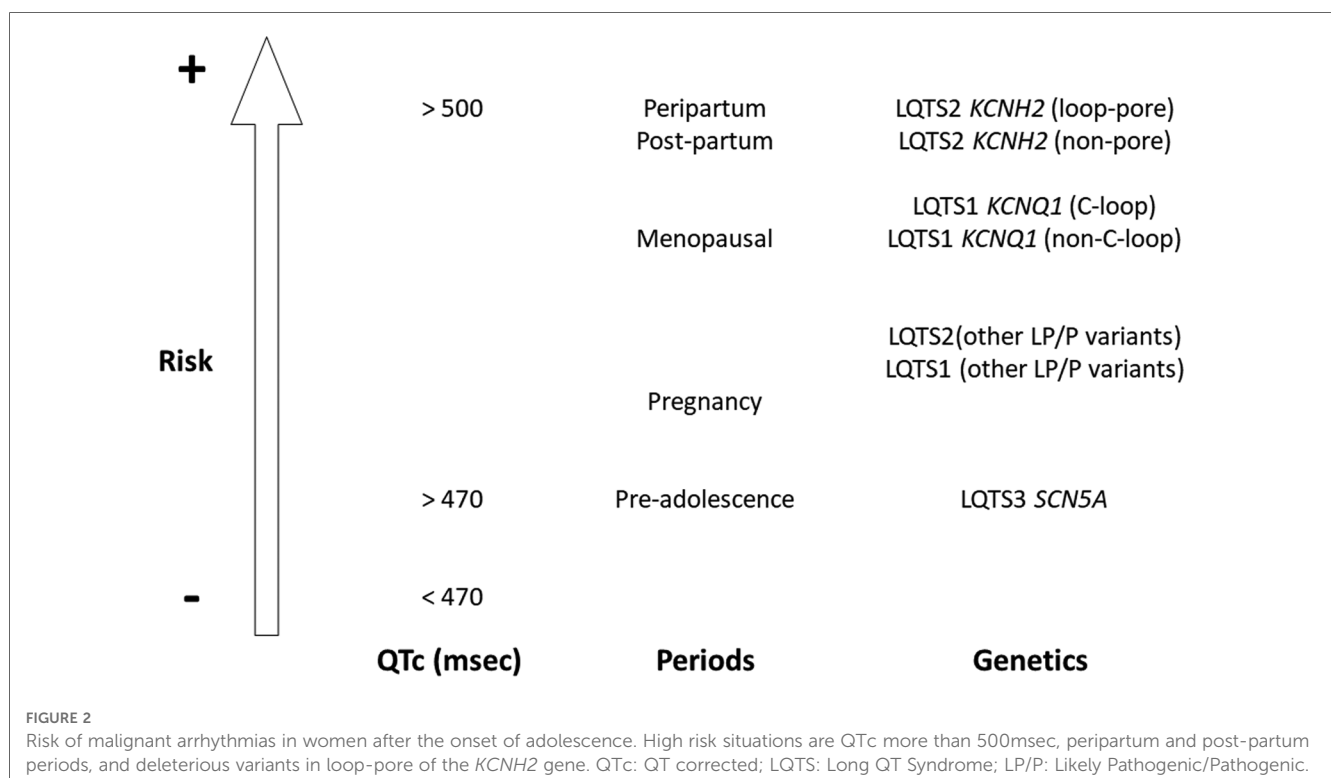 +
> 500 Peripartum LQTS2 KCNH2 (loop-pore)
Post-partum LQTS2 KCNH2 (non-pore)
LQTS1 KCNQ1 (C-loop)
Menopausal LQTS1 KCNQ1 (non-C-loop)
LQTS2(other LP/P variants)
Risk
LQTS1 (other LP/P variants)
Pregnancy
> 470 Pre-adolescence LQTS3 SCN5A
- < 470
QTc (msec) Periods Genetics
FIGURE 2
Risk of malignant arrhythmias in women after the onset of adolescence. High risk situations are QTc more than 500msec, peripartum and post-partum
periods, and deleterious variants in loop-pore of the KCNH2 gene. QTc: QT corrected; LQTS: Long QT Syndrome; LP/P: Likely Pathogenic/Pathogenic.